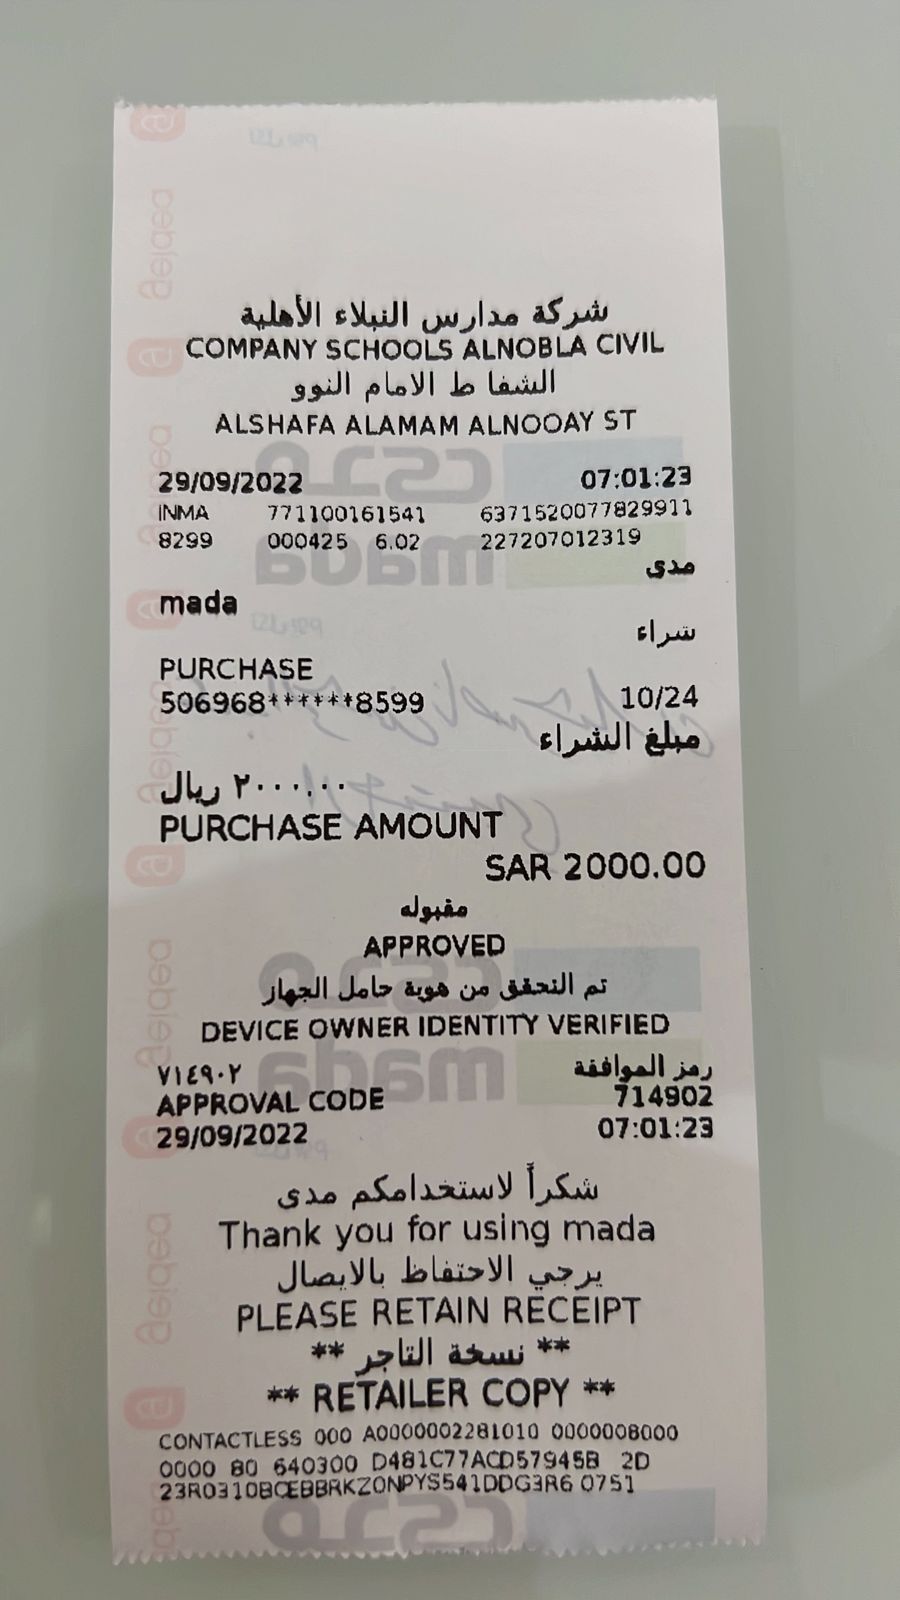 شركة مدارس النبلاء الأهلية
COMPANY SCHOOLS ALNOBLA CIVIL
الشفا ط الامام النوو
ALSHAFA ALAMAM ALNOOAY ST
29/09/2022 07:01:23
INMA 771100161541 6371520077829911
8299 000425 6.02 227207012319
مدى
mada
شراء
PURCHASE
506968******8599 10/24
مبلغ الشراء
٢٠٠٠.٠٠ ريال
PURCHASE AMOUNT
SAR 2000.00
مقبوله
APPROVED
تم التحقق من هوية حامل الجهاز
DEVICE OWNER IDENTITY VERIFIED
رمز الموافقة ٧١٤٩٠٢
APPROVAL CODE 714902
29/09/2022 07:01:23
شكراً لاستخدامكم مدى
Thank you for using mada
يرجي الاحتفاظ بالايصال
PLEASE RETAIN RECEIPT
** نسخة التاجر **
** RETAILER COPY **
CONTACTLESS 000 A0000002281010 0000008000
0000 80 640300 D481C77ACD57945B 2D
23R0310BCEBBRKZ0NPYS541DDG3R6 0751